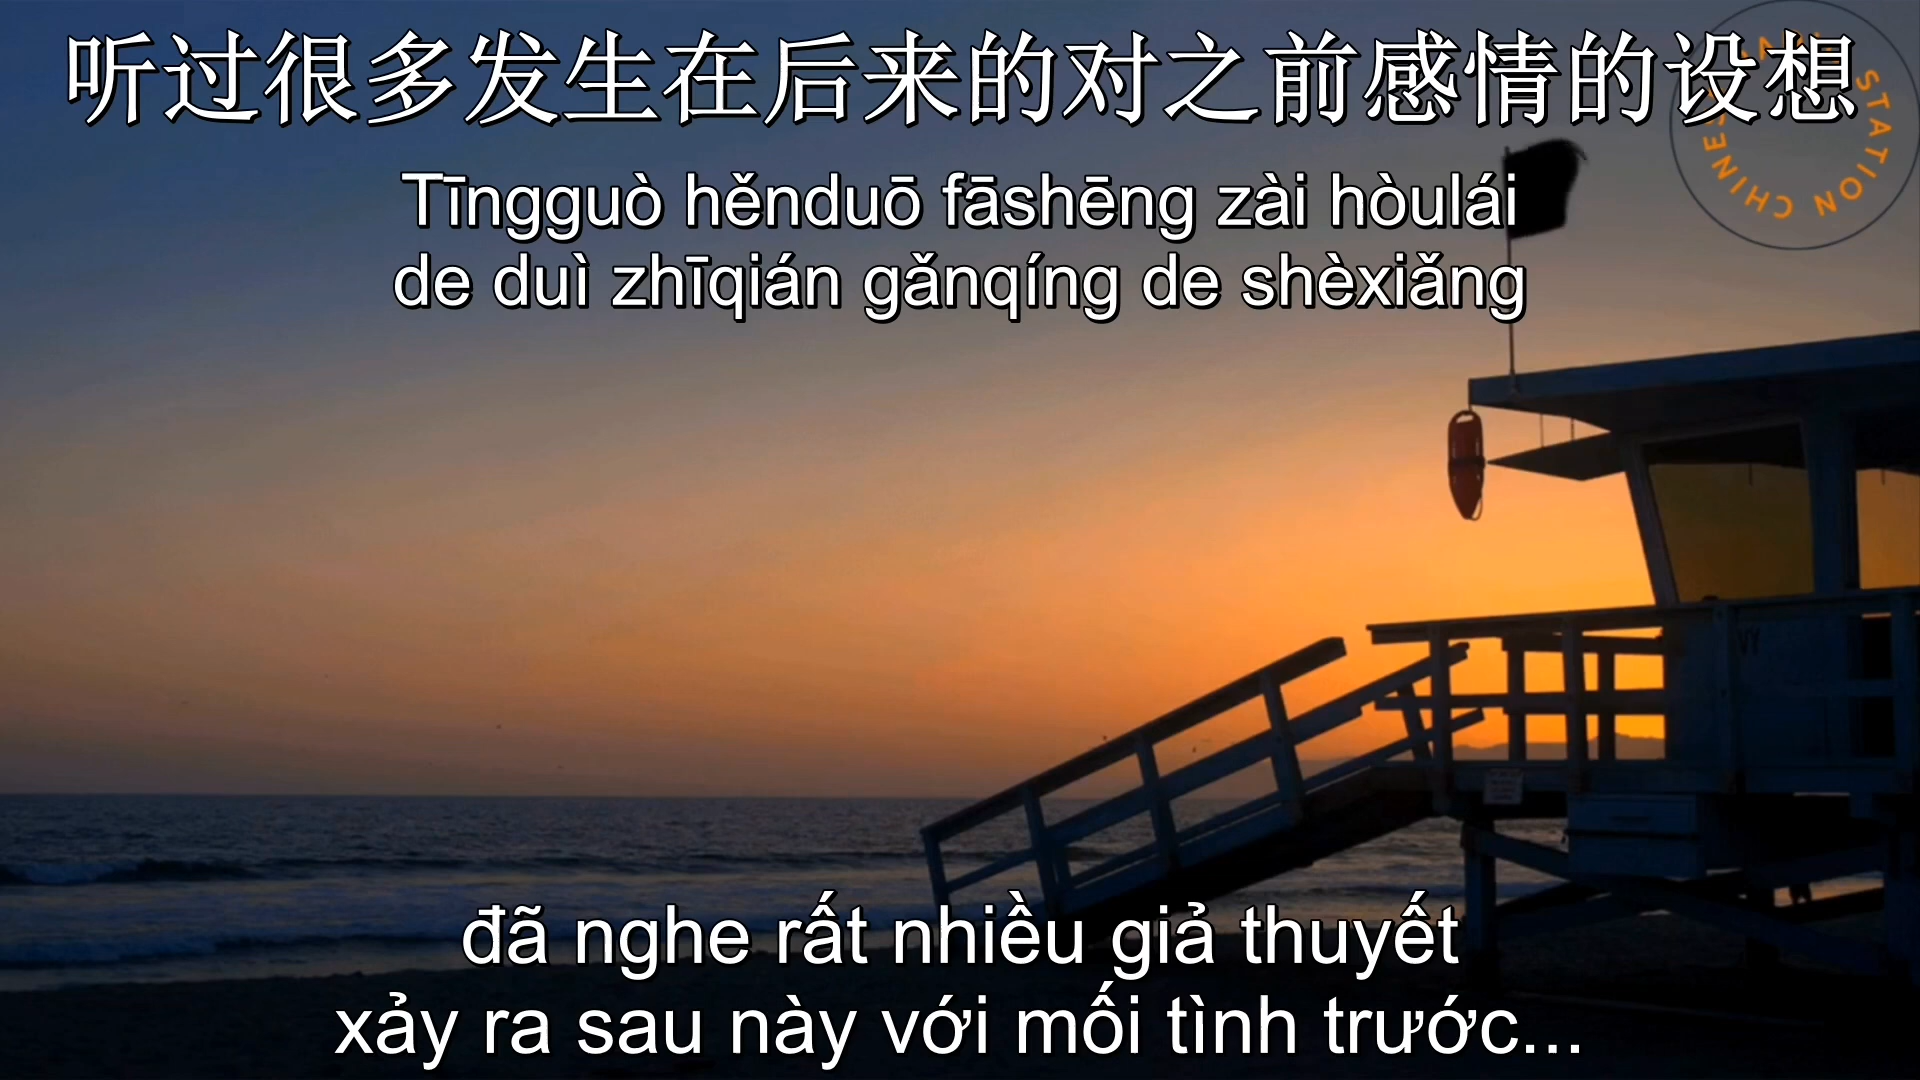 听过很多发生在后来的对之前感情的设想
Tīngguò hěnduō fāshēng zài hòulái
de duì zhīqián gǎnqíng de shèxiǎng
STATION CHINESE
VY
đã nghe rất nhiều giả thuyết
xảy ra sau này với mối tình trước...